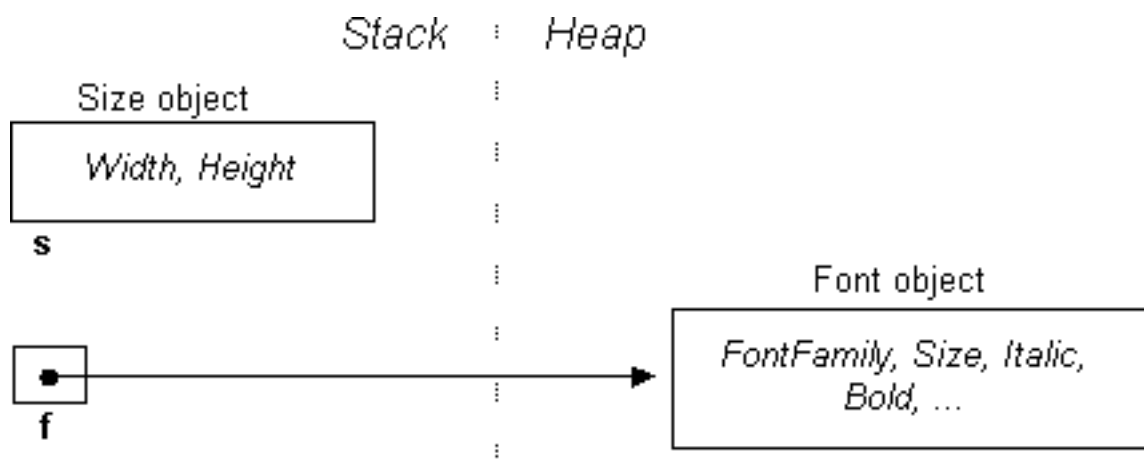 Stack
Heap
Size object
Width, Height
s
Font object
FontFamily, Size, Italic,
Bold, ...
f